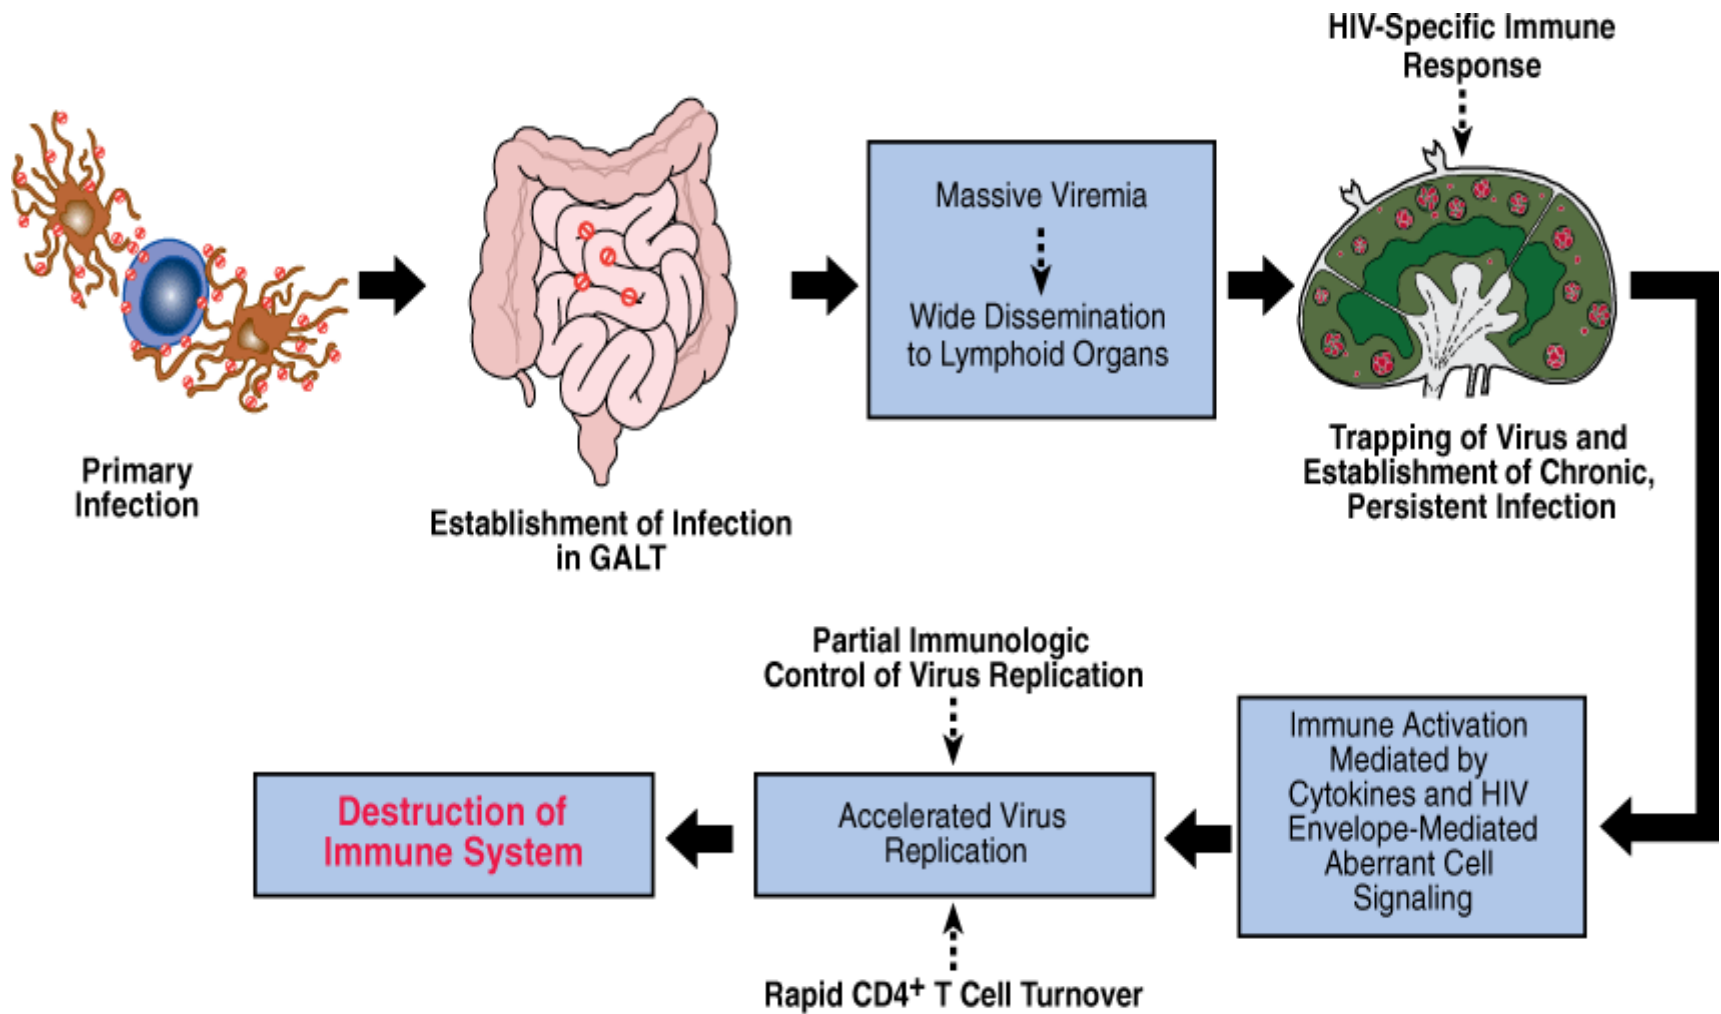 HIV-Specific Immune
Response
Primary
Infection
Establishment of Infection
in GALT
Massive Viremia
Wide Dissemination
to Lymphoid Organs
Trapping of Virus and
Establishment of Chronic,
Persistent Infection
Immune Activation
Mediated by
Cytokines and HIV
Envelope-Mediated
Aberrant Cell
Signaling
Partial Immunologic
Control of Virus Replication
Accelerated Virus
Replication
Rapid CD4⁺ T Cell Turnover
Destruction of
Immune System